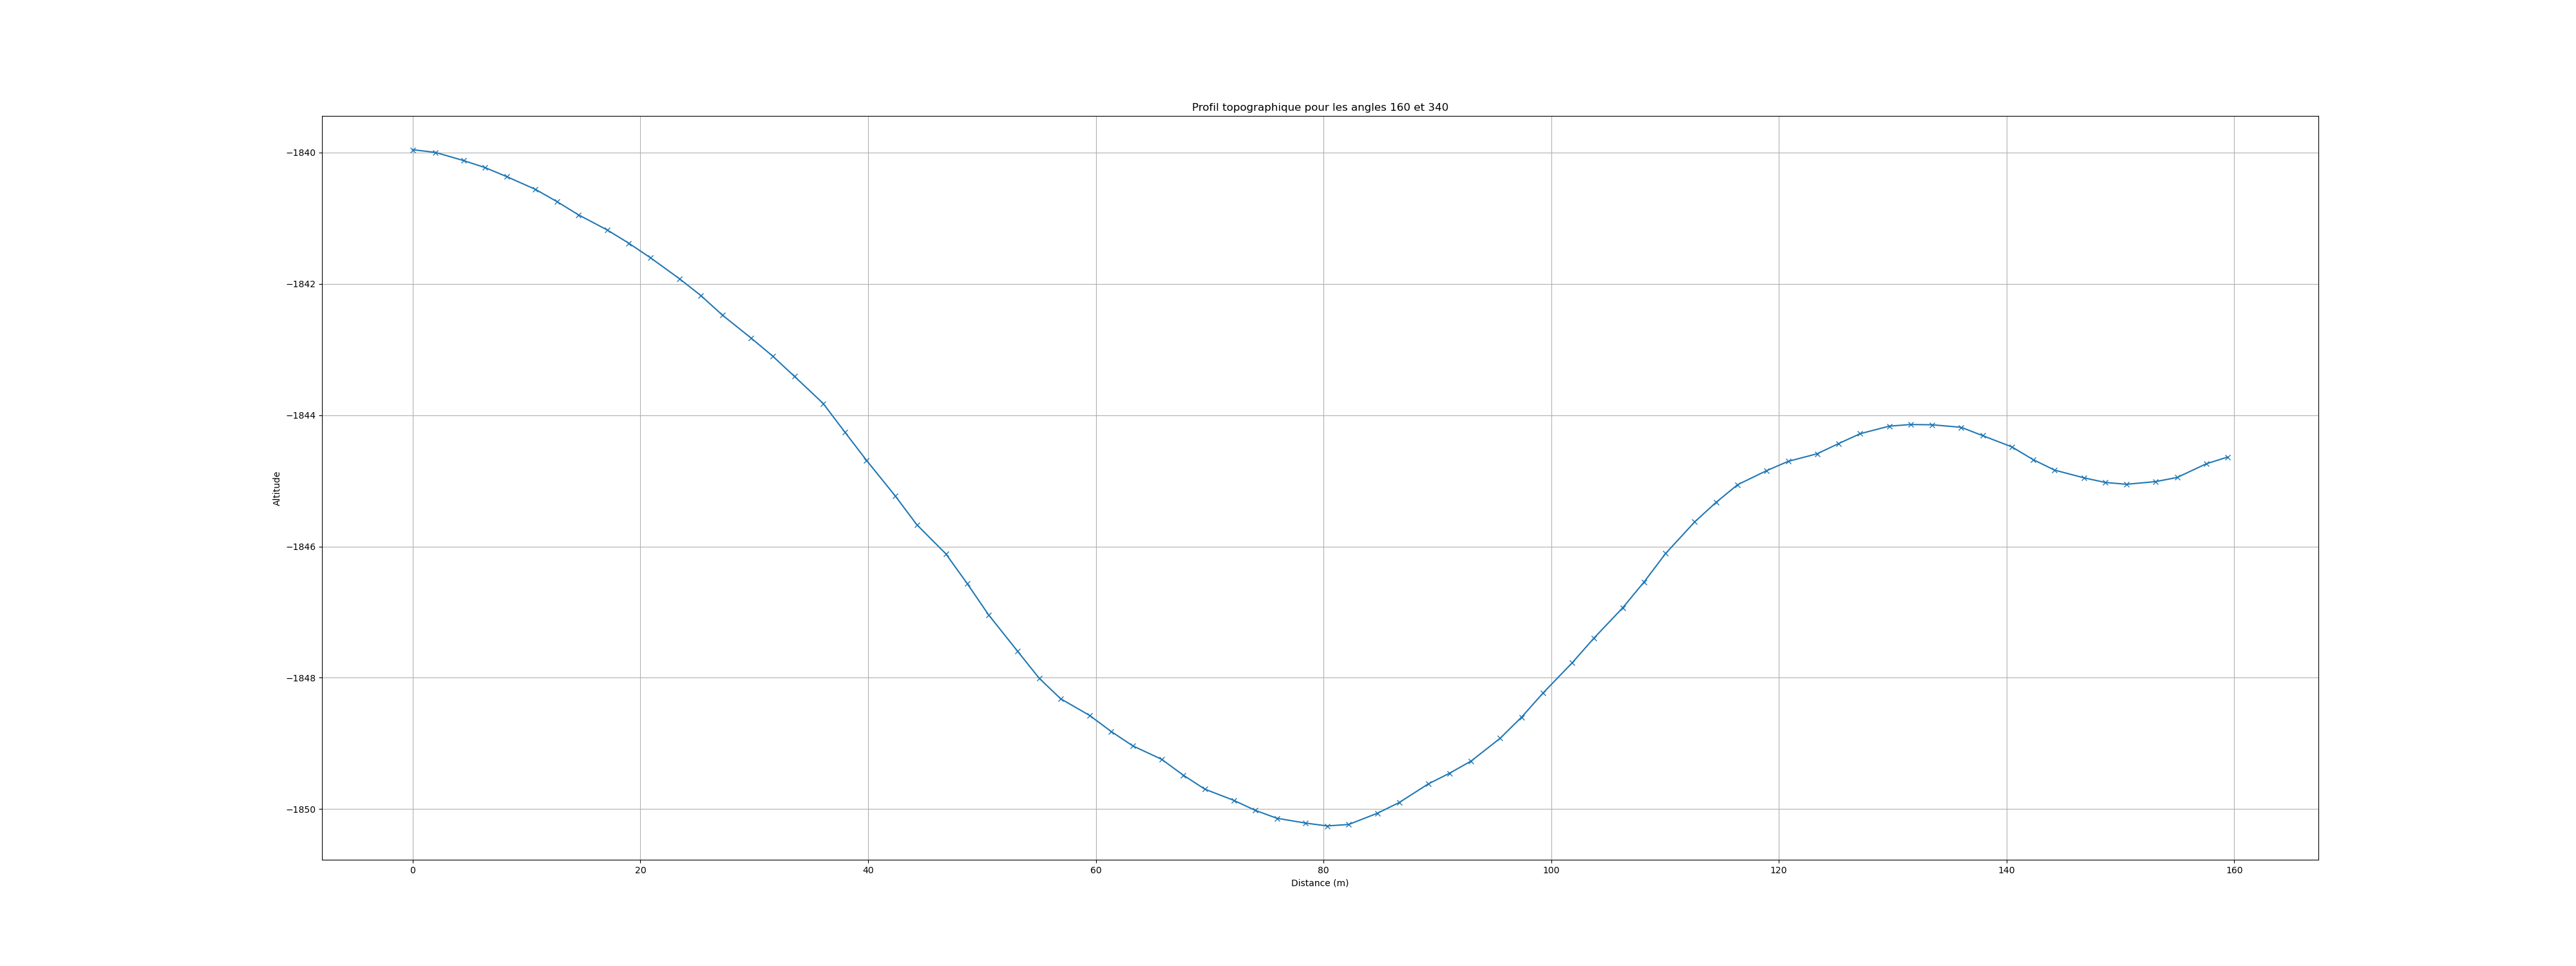 Profil topographique pour les angles 160 et 340
−1840
−1842
−1844
−1846
−1848
−1850
Altitude
0 20 40 60 80 100 120 140 160
Distance (m)